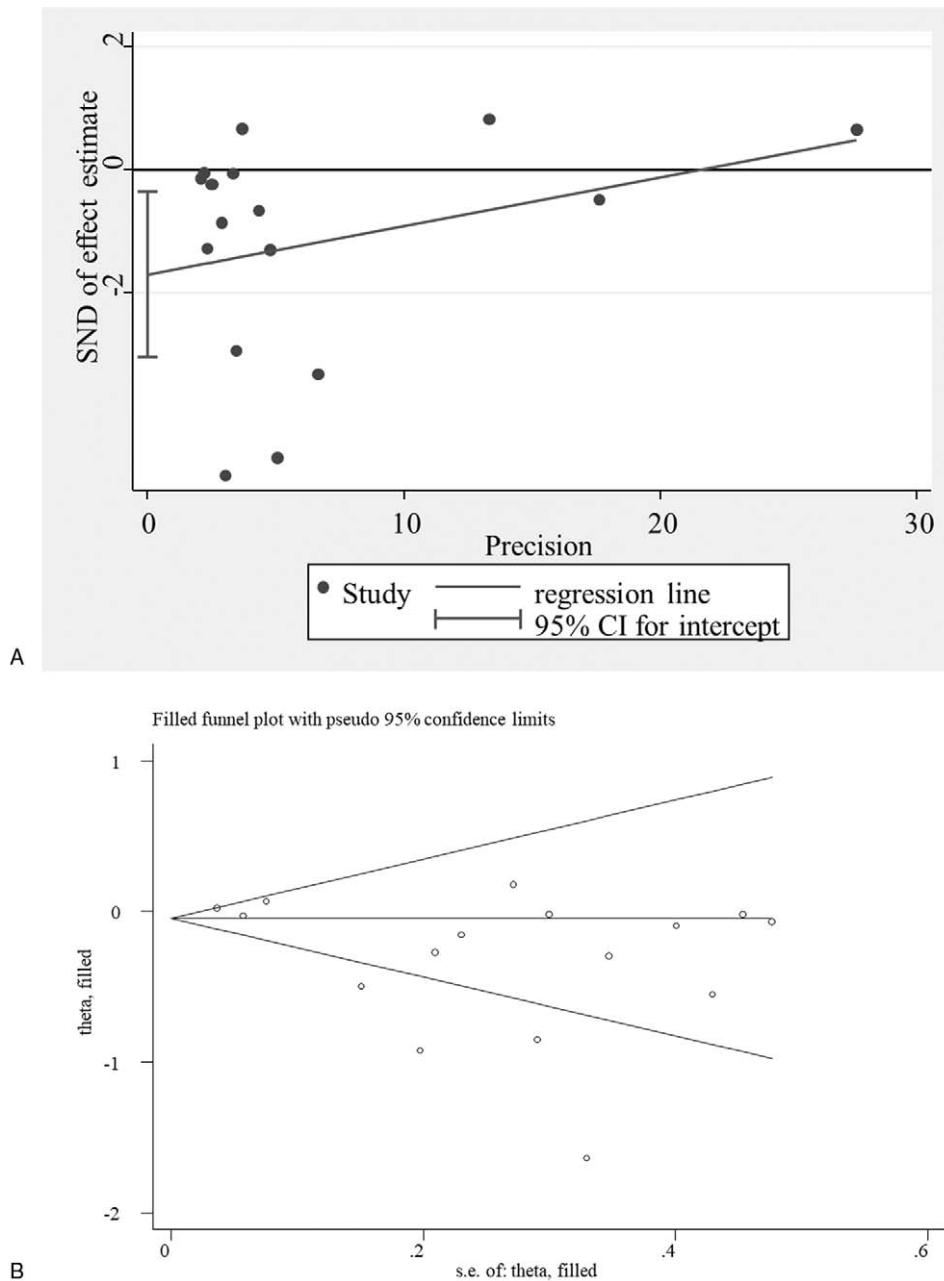 2
0
-2
SND of effect estimate
0
10
20
30
Precision
Study
regression line
95% CI for intercept
A
Filled funnel plot with pseudo 95% confidence limits
1
0
-1
-2
theta, filled
0
.2
.4
.6
s.e. of: theta, filled
B